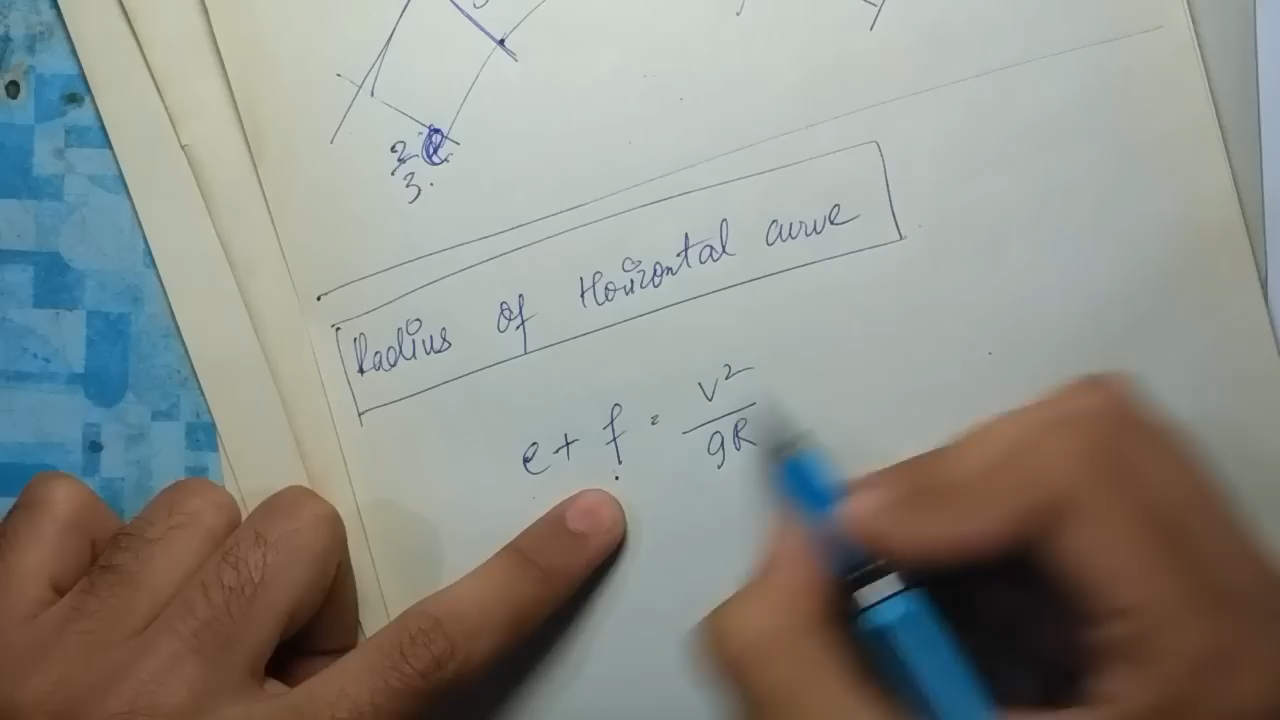 2
3.
Radius of Horizontal curve
e + f = v²/gR